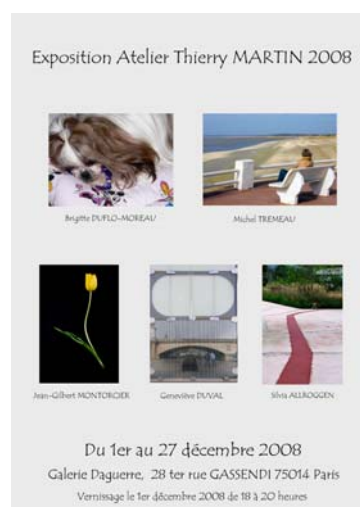 Exposition Atelier Thierry MARTIN 2008
Brigitte DUFLO-MOREAU
Michel TREMEAU
Jean-Gilbert MONTORCIER
Geneviève DUVAL
Silvia ALLROGGEN
Du 1er au 27 décembre 2008
Galerie Daguerre, 28 ter rue GASSENDI 75014 Paris
Vernissage le 1er décembre 2008 de 18 à 20 heures